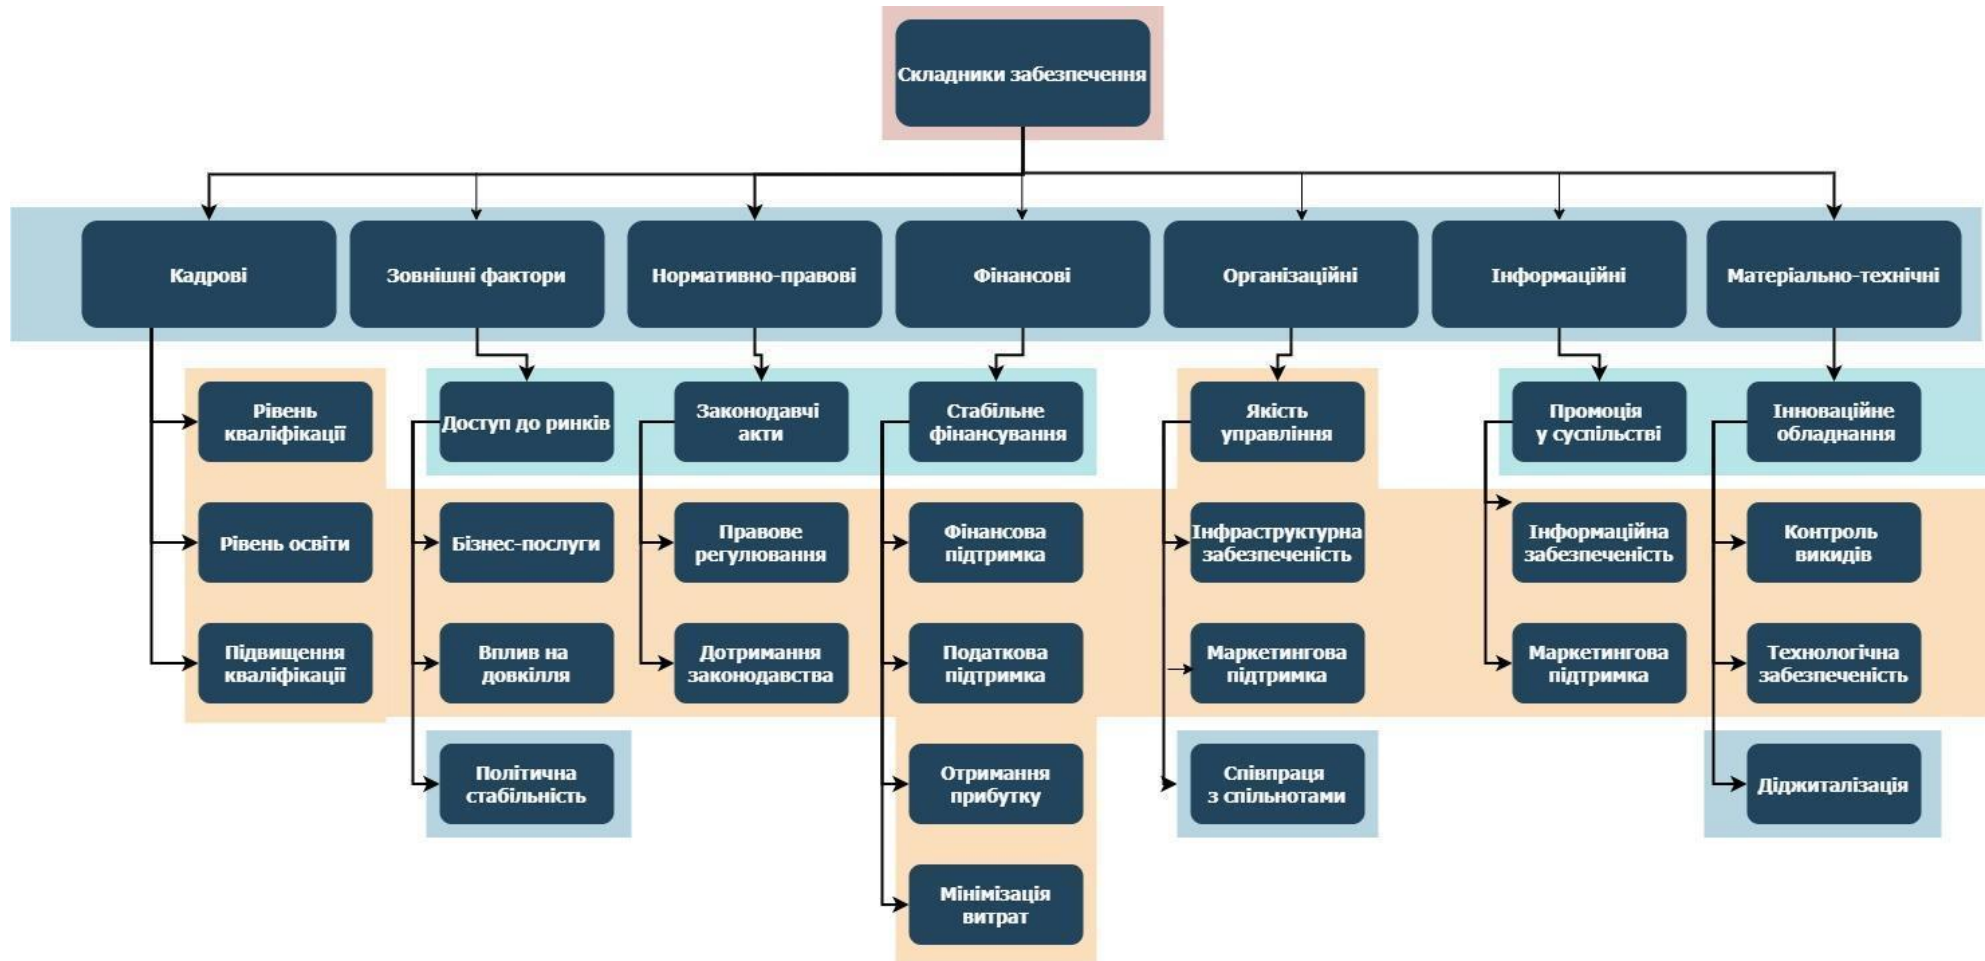 Складники забезпечення
Кадрові
Зовнішні фактори
Нормативно-правові
Фінансові
Організаційні
Інформаційні
Матеріально-технічні
Рівень
кваліфікації
Доступ до ринків
Законодавчі
акти
Стабільне
фінансування
Якість
управління
Промоція
у суспільстві
Інноваційне
обладнання
Рівень освіти
Бізнес-послуги
Правове
регулювання
Фінансова
підтримка
Інфраструктурна
забезпеченість
Інформаційна
забезпеченість
Контроль
викидів
Підвищення
кваліфікації
Вплив на
довкілля
Дотримання
законодавства
Податкова
підтримка
Маркетингова
підтримка
Маркетингова
підтримка
Технологічна
забезпеченість
Політична
стабільність
Отримання
прибутку
Співпраця
з спільнотами
Діджиталізація
Мінімізація
витрат